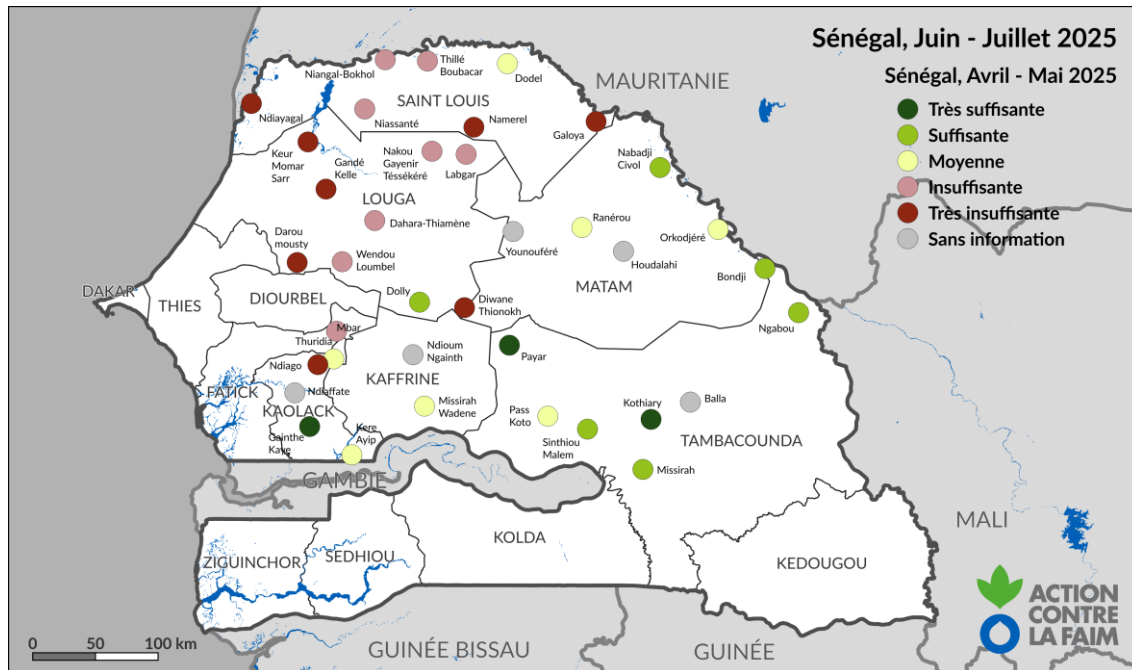 Sénégal, Juin - Juillet 2025
Sénégal, Avril - Mai 2025
Très suffisante
Suffisante
Moyenne
Insuffisante
Très insuffisante
Sans information
MAURITANIE
Niangal-Bokhol
Thillé
Boubacar
Dodel
SAINT LOUIS
Ndiayagal
Niassanté
Namerel
Galoya
Keur
Momar
Sarr
Gandé
Kelle
Nakou
Gayenir
Téssékéré
Labgar
Nabadji
Civol
LOUGA
Dahara-Thiamène
Ranérou
Orkodjéré
Younouféré
Houdalahi
Darou
mousty
Wendou
Loumbel
Bondji
MATAM
DAKAR
THIES
DIOURBEL
Dolly
Diwane
Thionokh
Ngabou
Mbar
Thuridia
Payar
Ndiago
Ndioum
Ngainth
KAFFRINE
FATICK
Ndiaffate
KAOLACK
Missirah
Wadene
Pass
Koto
Kothiary
Balla
Gainthe
Kaye
Kere
Ayip
Sinthiou
Malem
TAMBACOUNDA
Missirah
GAMBIE
MALI
ZIGUINCHOR
SEDHIOU
KOLDA
KEDOUGOU
GUINÉE BISSAU
GUINÉE
0 50 100 km
ACTION
CONTRE
LA FAIM